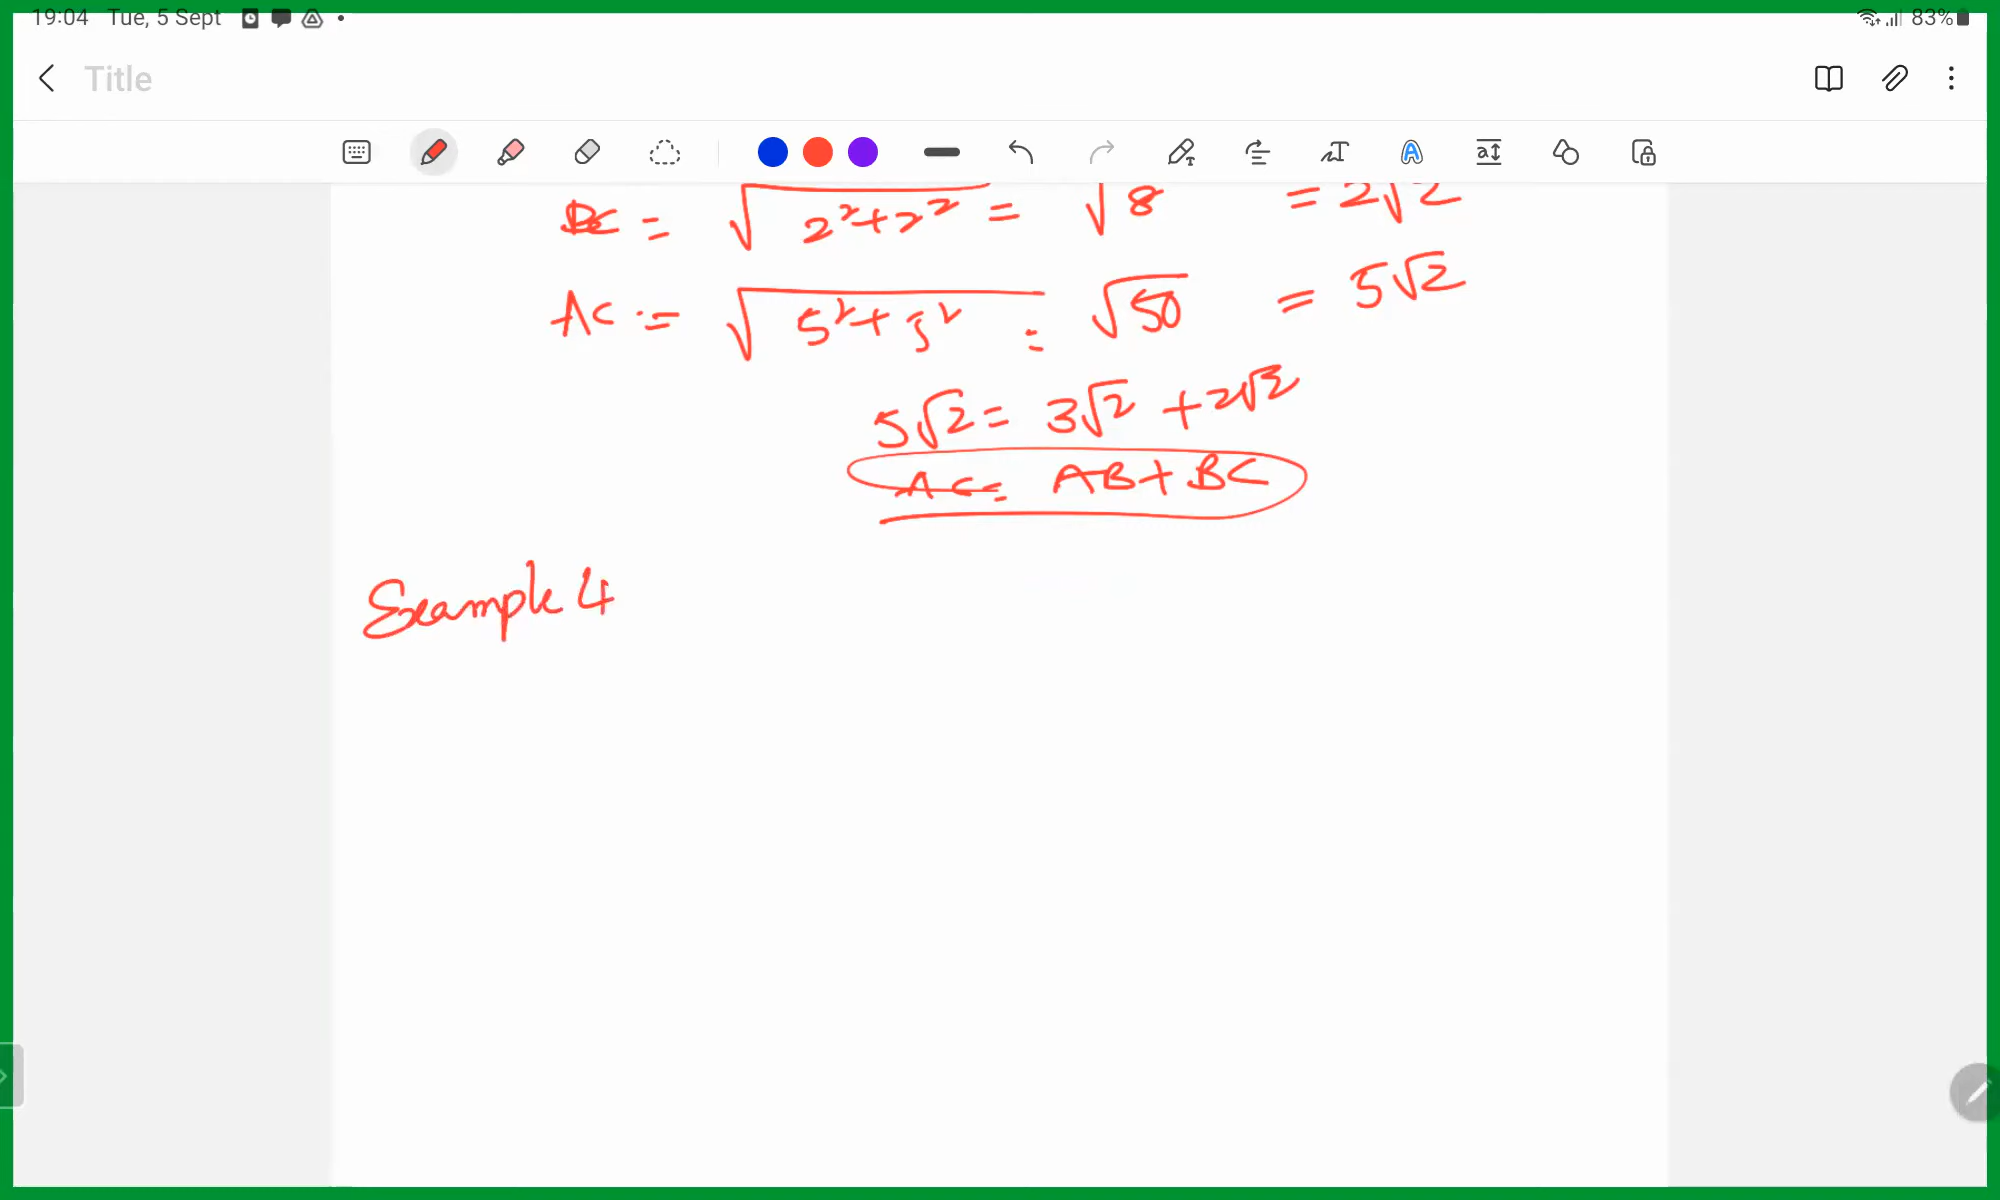 19:04 Tue, 5 Sept 83%
Title
BC = √2²+2² = √8 = 2√2
AC = √5²+5² = √50 = 5√2
5√2 = 3√2 + 2√2
AC = AB + BC
Example 4